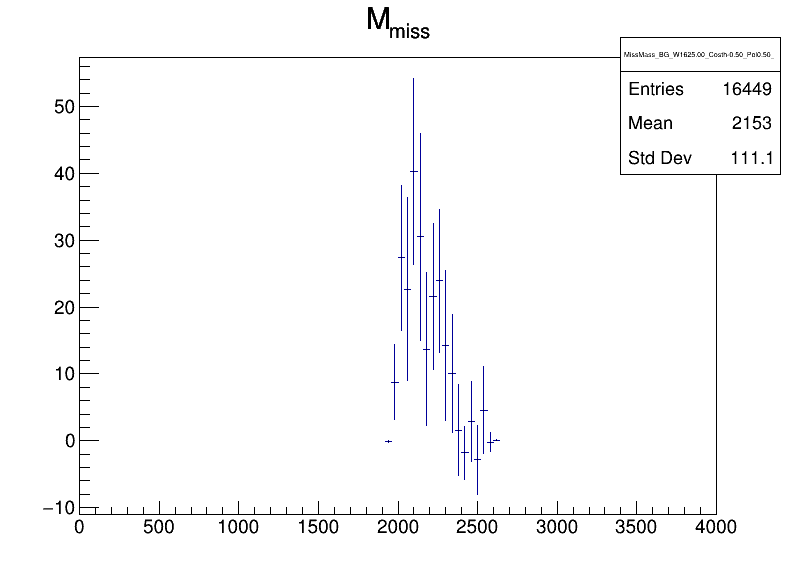 Mmiss
MissMass_BG_W1625.00_Costh-0.50_Pol0.50_
Entries 16449
Mean 2153
Std Dev 111.1
50
40
30
20
10
0
−10
0 500 1000 1500 2000 2500 3000 3500 4000